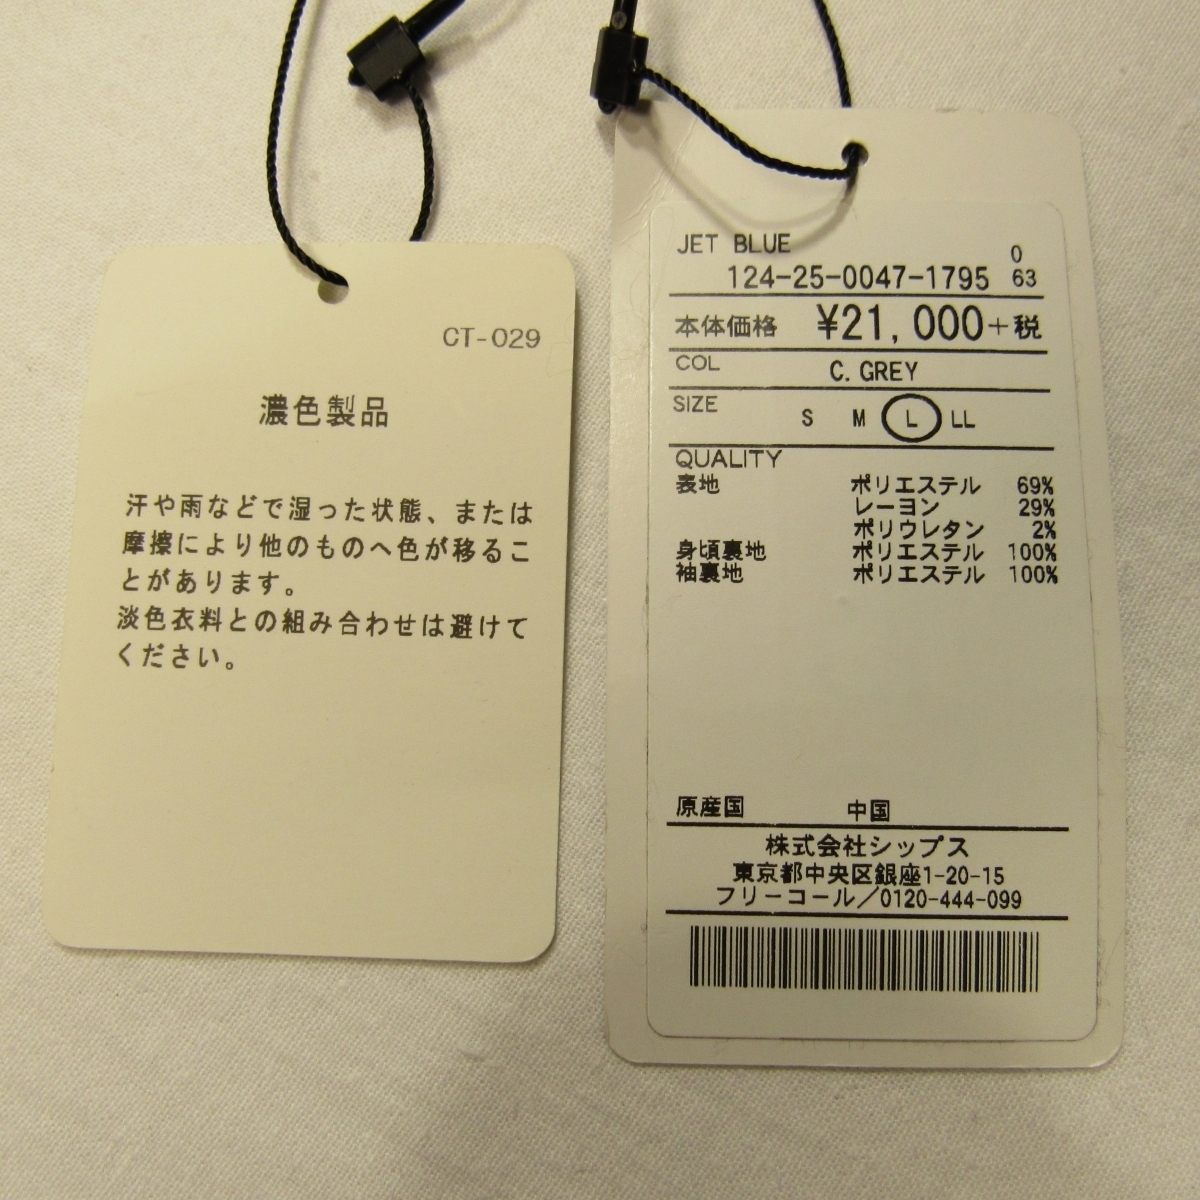 CT-029
濃色製品
汗や雨などで湿った状態、または
摩擦により他のものへ色が移るこ
とがあります。
淡色衣料との組み合わせは避けて
ください。
JET BLUE 0
124-25-0047-1795 63
本体価格 ¥21,000+税
COL C.GREY
SIZE S M L LL
QUALITY
表地 ポリエステル 69%
レーヨン 29%
ポリウレタン 2%
身頃裏地 ポリエステル 100%
袖裏地 ポリエステル 100%
原産国 中国
株式会社シップス
東京都中央区銀座1-20-15
フリーコール/0120-444-099